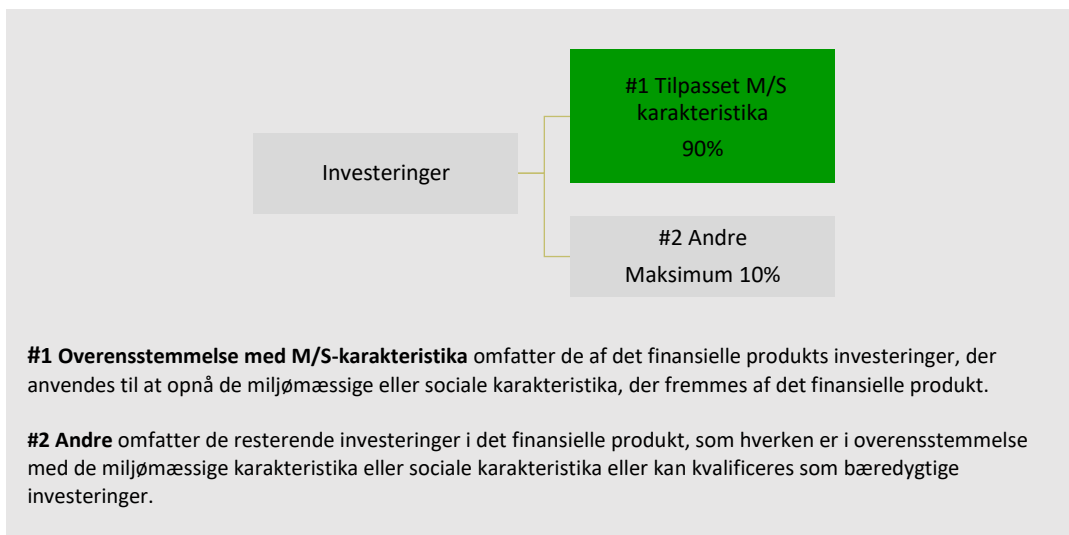 #1 Tilpasset M/S
karakteristika
90%
Investeringer
#2 Andre
Maksimum 10%
#1 Overensstemmelse med M/S-karakteristika omfatter de af det finansielle produkts investeringer, der
anvendes til at opnå de miljømæssige eller sociale karakteristika, der fremmes af det finansielle produkt.
#2 Andre omfatter de resterende investeringer i det finansielle produkt, som hverken er i overensstemmelse
med de miljømæssige karakteristika eller sociale karakteristika eller kan kvalificeres som bæredygtige
investeringer.